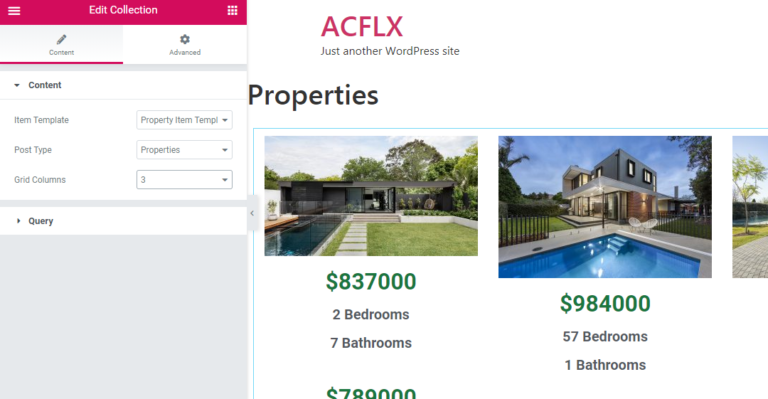 Edit Collection
Content
Advanced
Content
Item Template
Property Item Templ
Post Type
Properties
Grid Columns
3
Query
ACFLX
Just another WordPress site
Properties
$837000
2 Bedrooms
7 Bathrooms
$984000
57 Bedrooms
1 Bathrooms
$789000